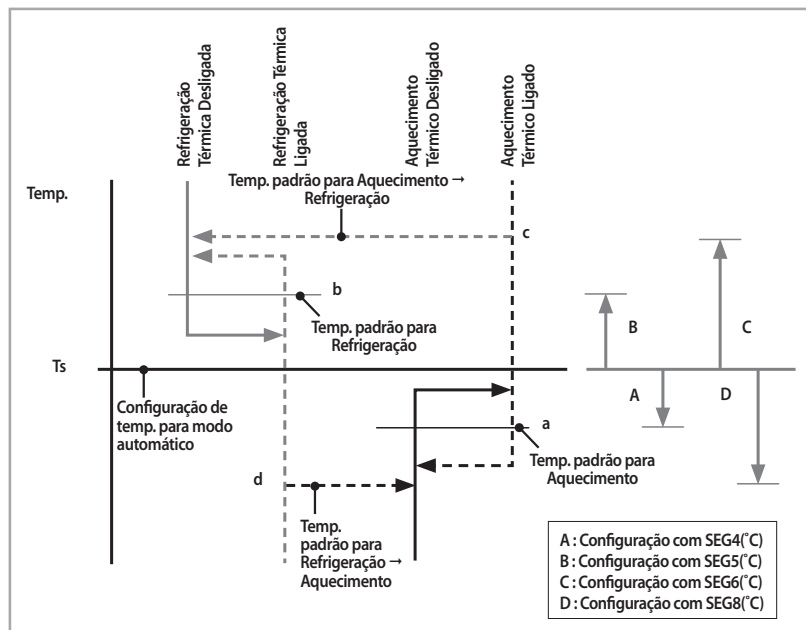 Refrigeração
Térmica Desligada
Refrigeração Térmica
Ligada
Aquecimento
Térmico Desligado
Aquecimento
Térmico Ligado
Temp. padrão para Aquecimento →
Refrigeração
Temp.
c
b
Temp. padrão para
Refrigeração
B
C
Ts
Configuração de
temp. para modo
automático
A
D
a
Temp. padrão para
Aquecimento
d
Temp.
padrão para
Refrigeração →
Aquecimento
A : Configuração com SEG4(˚C)
B : Configuração com SEG5(˚C)
C : Configuração com SEG6(˚C)
D : Configuração com SEG8(˚C)